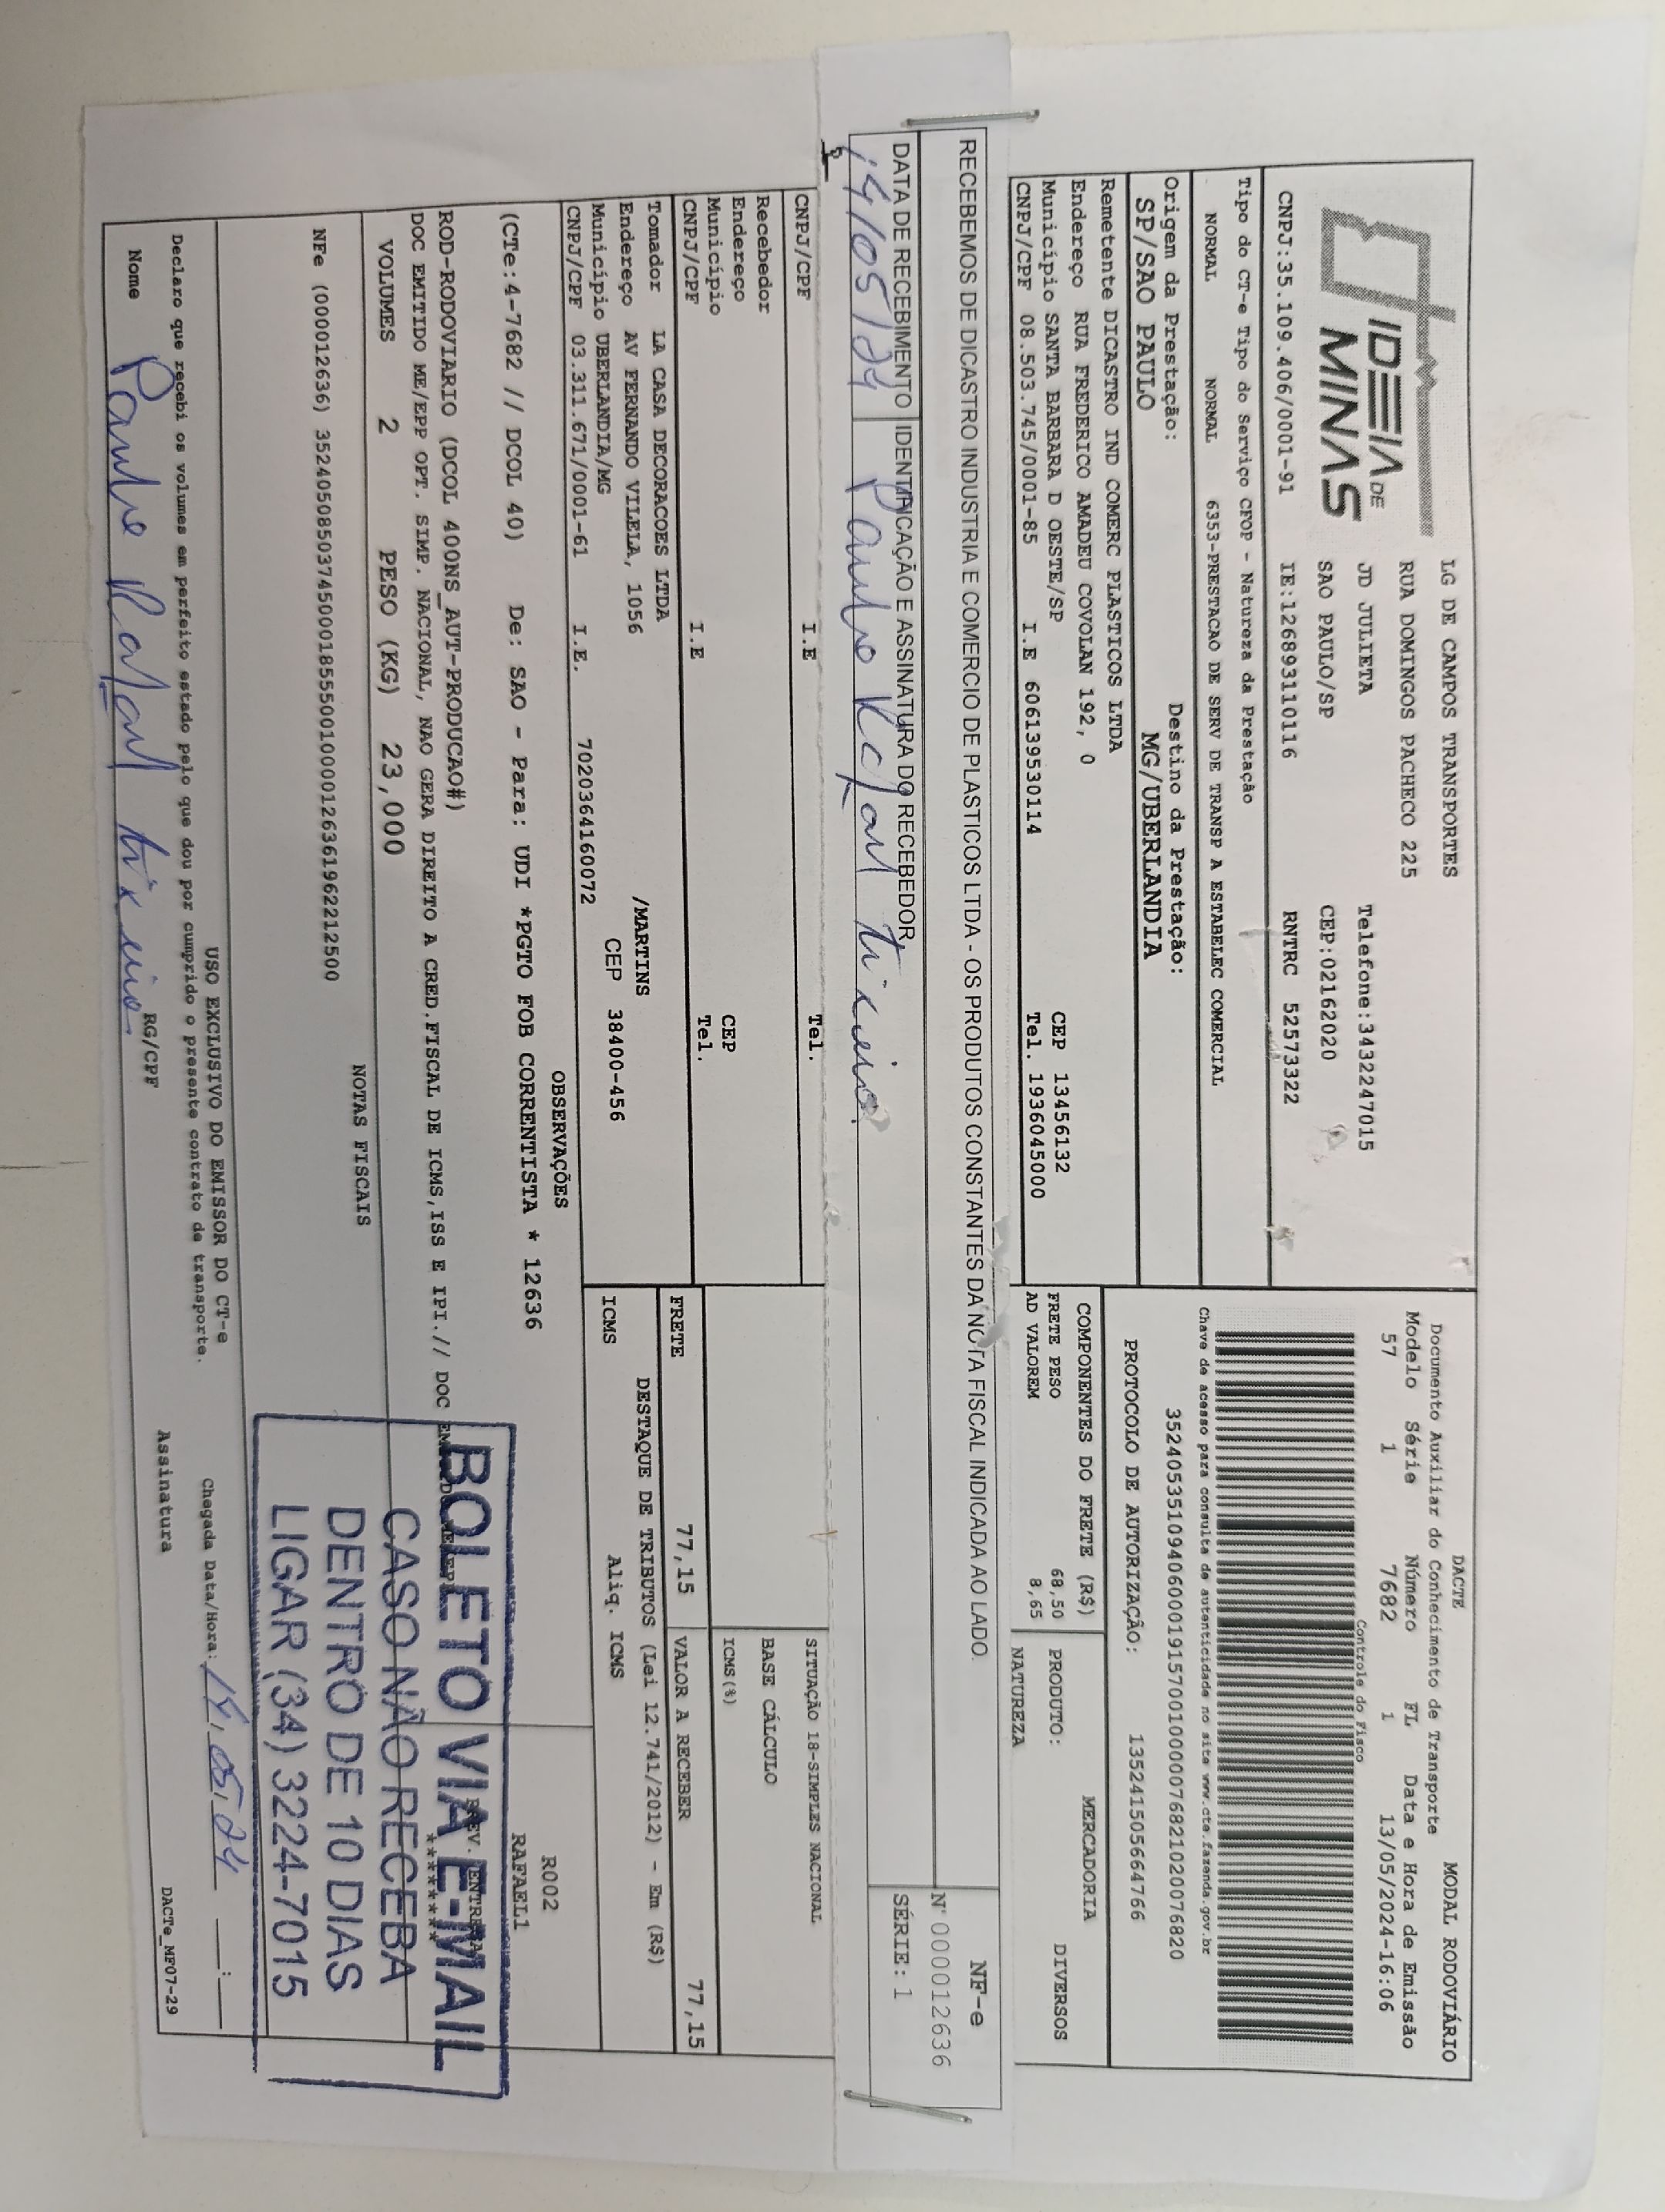 IDEIA DE
MINAS
LG DE CAMPOS TRANSPORTES
RUA DOMINGOS PACHECO 225
JD JULIETA Telefone:3432247015
SAO PAULO/SP CEP:02162020
CNPJ:35.109.406/0001-91 IE:126893110116 RNTRC 52573322
DACTE MODAL RODOVIÁRIO
Documento Auxiliar do Conhecimento de Transporte
Modelo Série Número FL Data e Hora de Emissão
57 1 7682 1 13/05/2024-16:06
Controle do Fisco
Tipo do CT-e Tipo do Serviço CFOP - Natureza da Prestação
NORMAL NORMAL 6353-PRESTACAO DE SERV DE TRANSP A ESTABELEC COMERCIAL
Chave de acesso para consulta de autenticidade no site www.cte.fazenda.gov.br
35240535109406000191570010000076821020076820
Origem da Prestação: Destino da Prestação:
SP/SAO PAULO MG/UBERLANDIA
PROTOCOLO DE AUTORIZAÇÃO: 135241505664766
Remetente DICASTRO IND COMERC PLASTICOS LTDA
Endereço RUA FREDERICO AMADEU COVOLAN 192, 0
Município SANTA BARBARA D OESTE/SP CEP 13456132
CNPJ/CPF 08.503.745/0001-85 I.E 606139530114 Tel. 1936045000
COMPONENTES DO FRETE (R$) MERCADORIA
FRETE PESO 68,50 PRODUTO: DIVERSOS
AD VALOREM 8,65 NATUREZA
RECEBEMOS DE DICASTRO INDUSTRIA E COMERCIO DE PLASTICOS LTDA - OS PRODUTOS CONSTANTES DA NOTA FISCAL INDICADA AO LADO.
NF-e
N° 000012636
SÉRIE: 1
DATA DE RECEBIMENTO IDENTIFICAÇÃO E ASSINATURA DO RECEBEDOR
14/05/24
CNPJ/CPF I.E Tel.
SITUAÇÃO 18-SIMPLES NACIONAL
Recebedor
Endereço BASE CÁLCULO
Município CEP ICMS(%)
CNPJ/CPF I.E Tel.
FRETE 77,15 VALOR A RECEBER 77,15
Tomador LA CASA DECORACOES LTDA
Endereço AV FERNANDO VILELA, 1056 /MARTINS
Município UBERLANDIA/MG CEP 38400-456
CNPJ/CPF 03.311.671/0001-61 I.E. 7020364160072
DESTAQUE DE TRIBUTOS (Lei 12.741/2012) - Em (R$)
ICMS Aliq. ICMS
OBSERVAÇÕES
(CTe:4-7682 // DCOL 40) De: SAO - Para: UDI *PGTO FOB CORRENTISTA * 12636
R002
RAFAEL1
ROD-RODOVIARIO (DCOL 400NS_AUT-PRODUCAO#)
DOC EMITIDO ME/EPP OPT. SIMP. NACIONAL, NAO GERA DIREITO A CRED.FISCAL DE ICMS,ISS E IPI.// DOC
PREV. ENTREGA
********
VOLUMES 2 PESO (KG) 23,000
NOTAS FISCAIS
NFe (000012636) 35240508503745000185550010000126361962212500
BOLETO VIA E-MAIL
CASO NÃO RECEBA
DENTRO DE 10 DIAS
LIGAR (34) 3224-7015
USO EXCLUSIVO DO EMISSOR DO CT-e
Declaro que recebi os volumes em perfeito estado pelo que dou por cumprido o presente contrato de transporte.
Chegada Data/Hora: 14, 05, 24 __:__
Nome RG/CPF Assinatura
DACTe_MF07-29